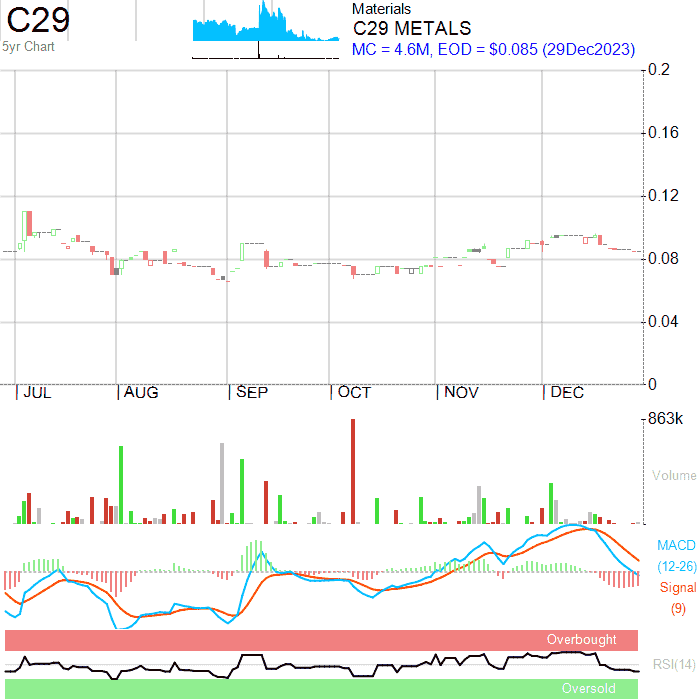 C29
5yr Chart
Materials
C29 METALS
MC = 4.6M, EOD = $0.085 (29Dec2023)
0.2
0.16
0.12
0.08
0.04
0
JUL AUG SEP OCT NOV DEC
863k
Volume
MACD
(12-26)
Signal
(9)
Overbought
RSI(14)
Oversold